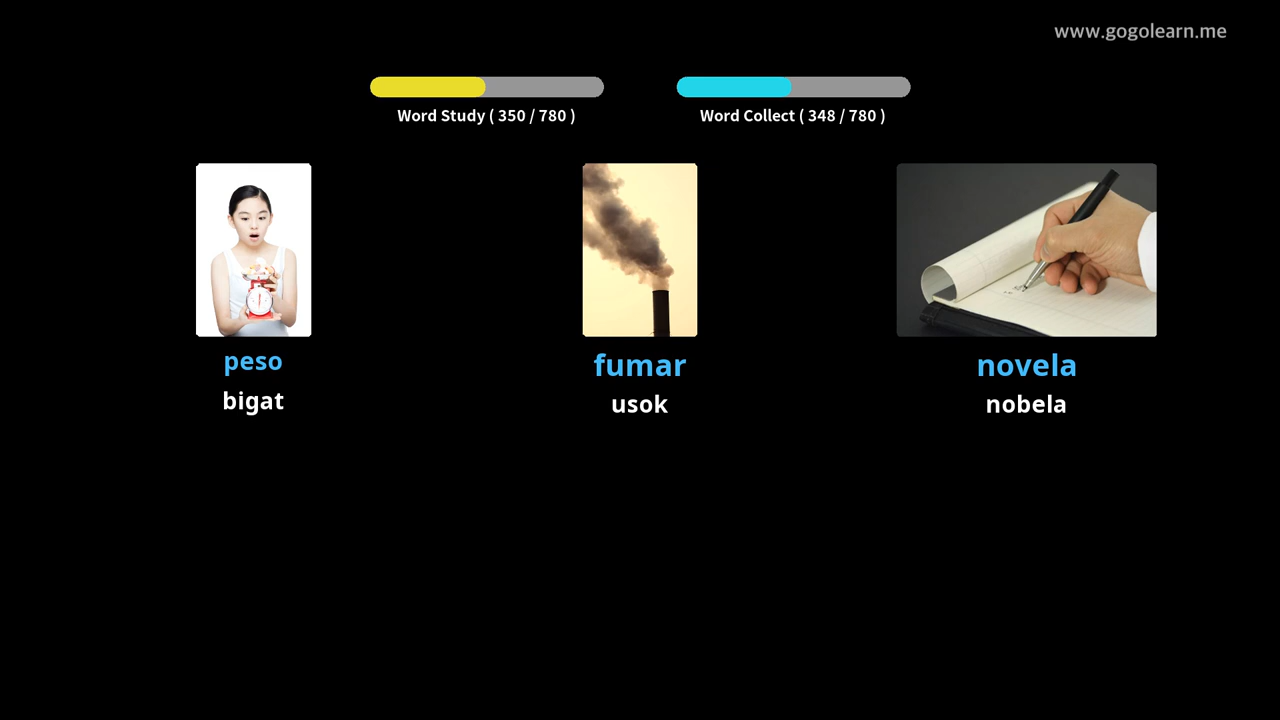 www.gogolearn.me
Word Study ( 350 / 780 )
Word Collect ( 348 / 780 )
peso
bigat
fumar
usok
novela
nobela